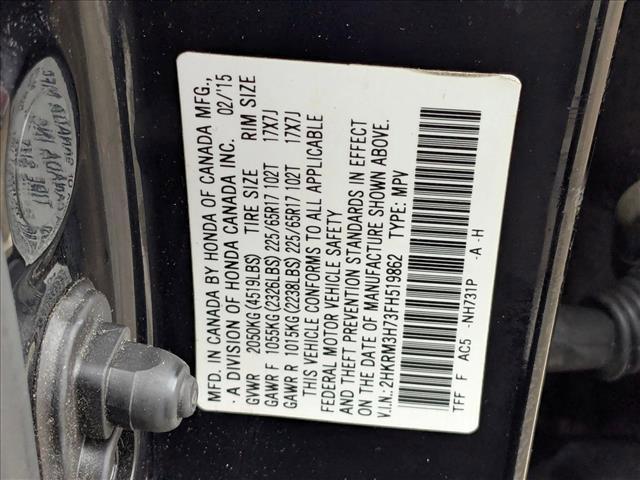 MFD. IN CANADA BY HONDA OF CANADA MFG.,
A DIVISION OF HONDA CANADA INC. 02/'15
GVWR 2050KG(4519LBS) TIRE SIZE RIM SIZE
GAWR F 1055KG(2326LBS)225/65R17 102T 17X7J
GAWR R 1015KG(2238LBS)225/65R17 102T 17X7J
THIS VEHICLE CONFORMS TO ALL APPLICABLE
FEDERAL MOTOR VEHICLE SAFETY
AND THEFT PREVENTION STANDARDS IN EFFECT
ON THE DATE OF MANUFACTURE SHOWN ABOVE.
V.I.N.:2HKRM3H73FH519862 TYPE: MPV
TFF F AC5 -NH731P -A -H